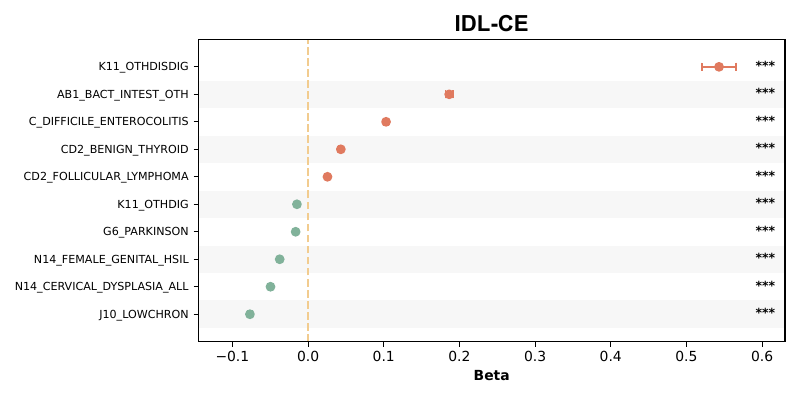 IDL-CE
K11_OTHDISDIG ***
AB1_BACT_INTEST_OTH ***
C_DIFFICILE_ENTEROCOLITIS ***
CD2_BENIGN_THYROID ***
CD2_FOLLICULAR_LYMPHOMA ***
K11_OTHDIG ***
G6_PARKINSON ***
N14_FEMALE_GENITAL_HSIL ***
N14_CERVICAL_DYSPLASIA_ALL ***
J10_LOWCHRON ***
−0.1 0.0 0.1 0.2 0.3 0.4 0.5 0.6
Beta